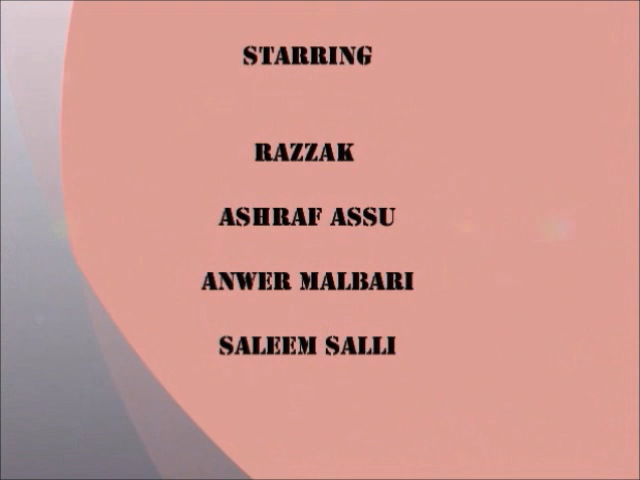 STARRING
RAZZAK
ASHRAF ASSU
ANWER MALBARI
SALEEM SALLI